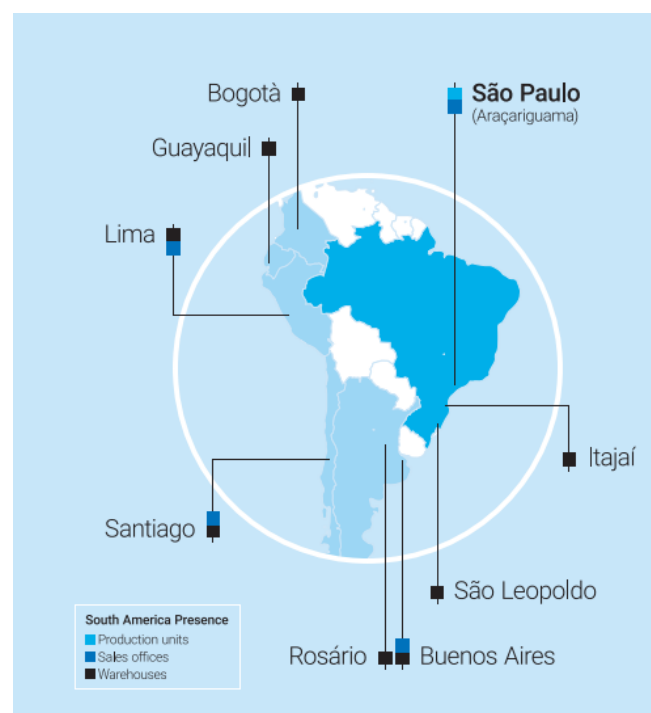 Bogotà
São Paulo
(Araçariguama)
Guayaquil
Lima
Itajaí
Santiago
São Leopoldo
South America Presence
Production units
Sales offices
Warehouses
Rosário
Buenos Aires